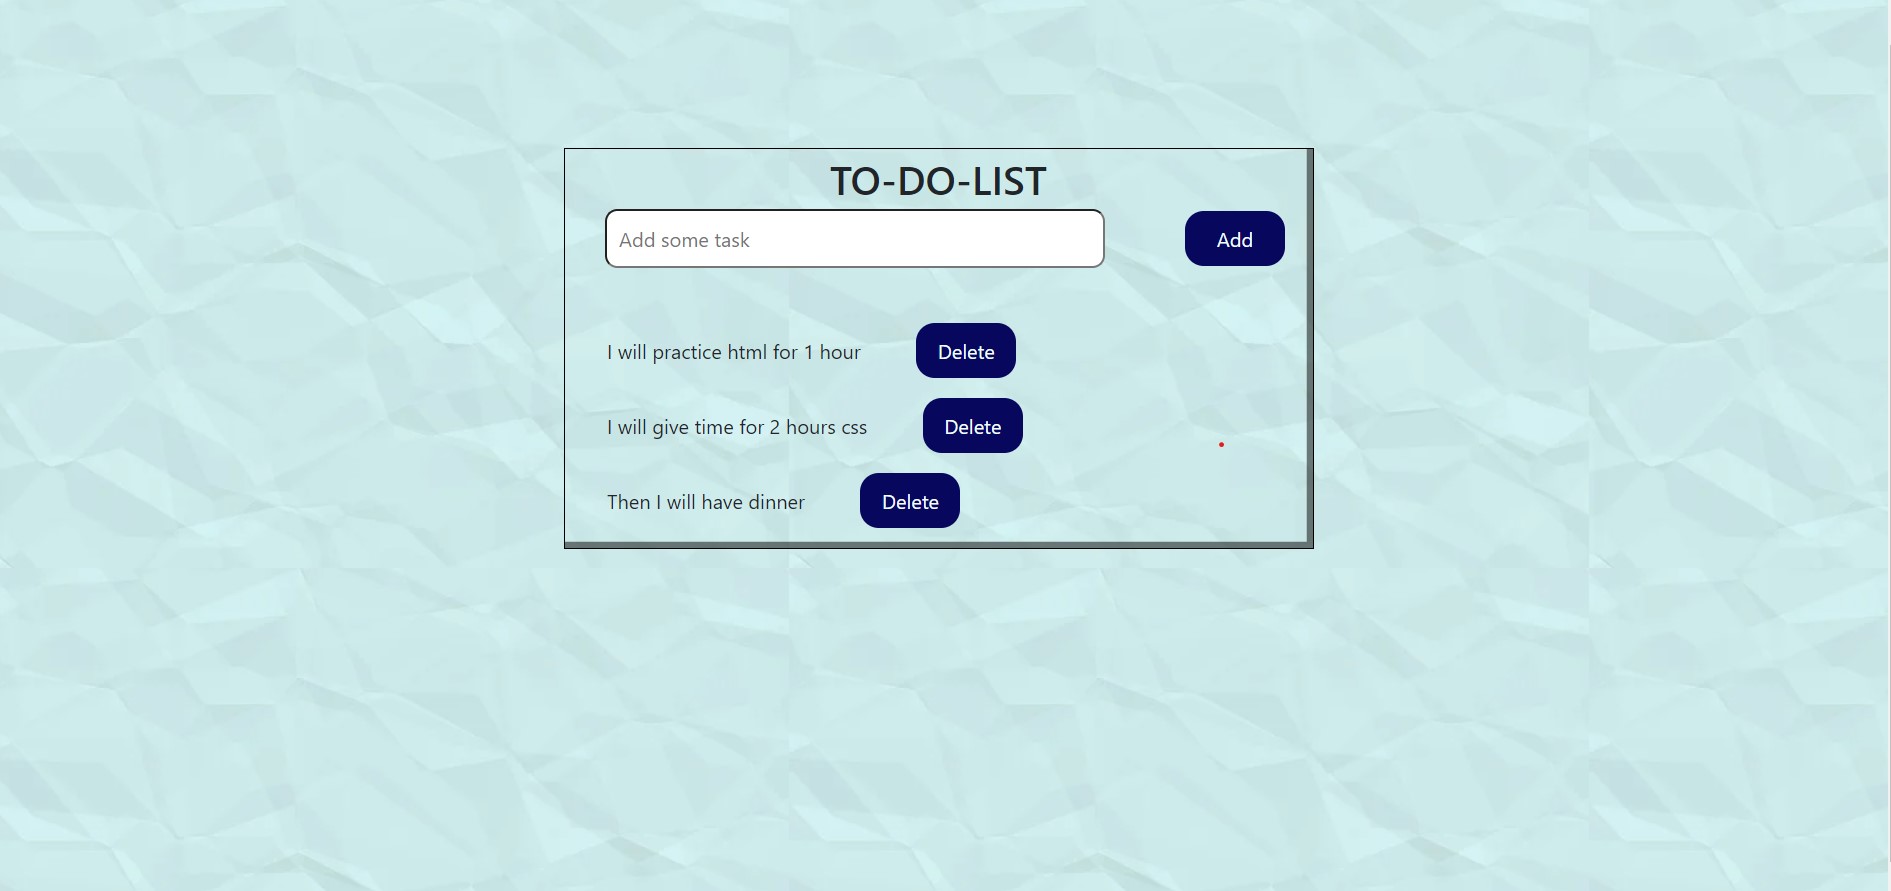 TO-DO-LIST
Add some task Add
I will practice html for 1 hour Delete
I will give time for 2 hours css Delete
Then I will have dinner Delete